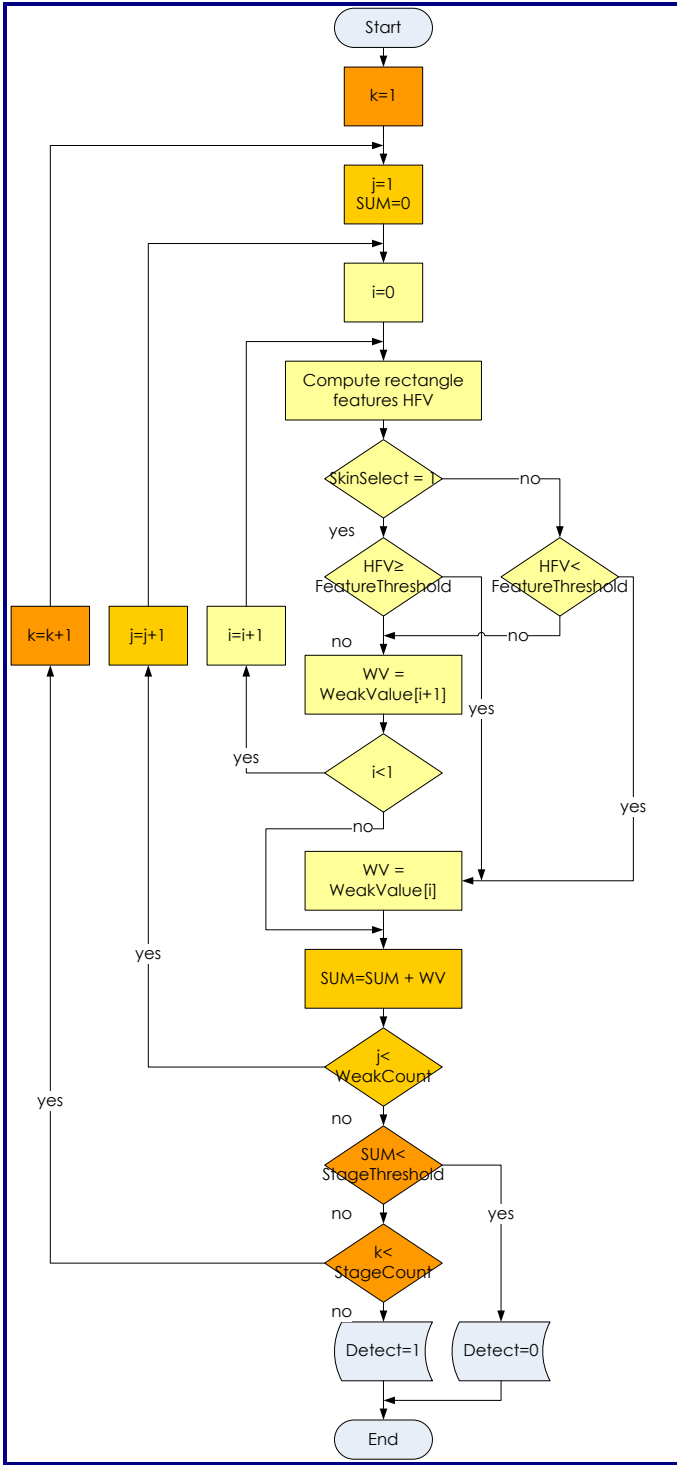 Start
k=1
j=1
SUM=0
i=0
Compute rectangle
features HFV
SkinSelect = 1
no
yes
HFV≥
FeatureThreshold
HFV<
FeatureThreshold
k=k+1
j=j+1
i=i+1
no
no
WV =
WeakValue[i+1]
yes
yes
i<1
yes
no
WV =
WeakValue[i]
yes
SUM=SUM + WV
j<
WeakCount
yes
no
SUM<
StageThreshold
no
yes
k<
StageCount
no
Detect=1
Detect=0
End